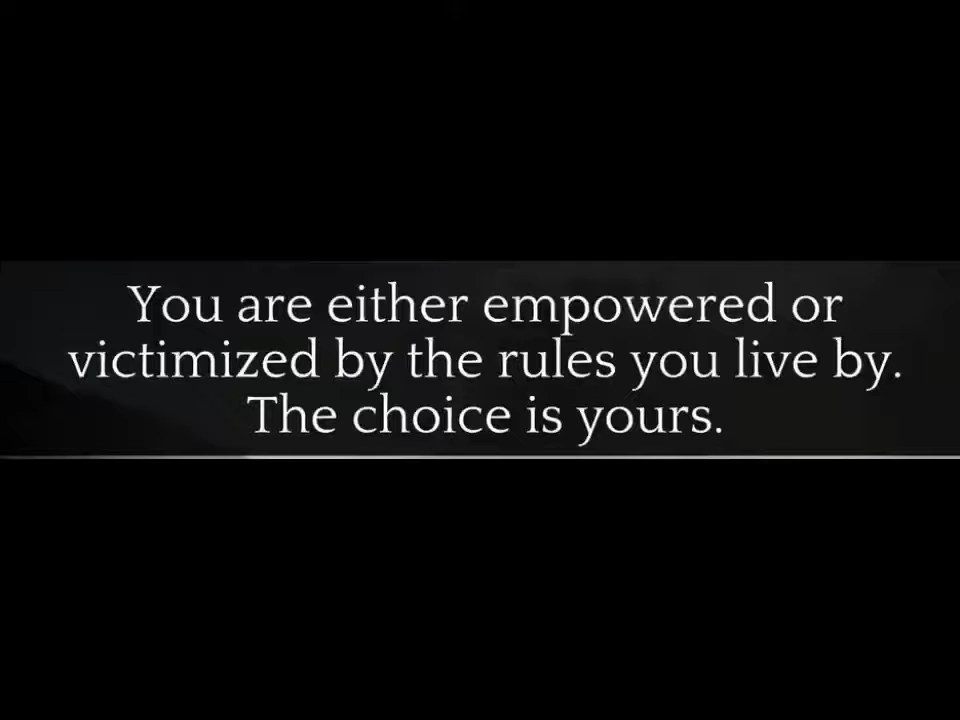 You are either empowered or
victimized by the rules you live by.
The choice is yours.